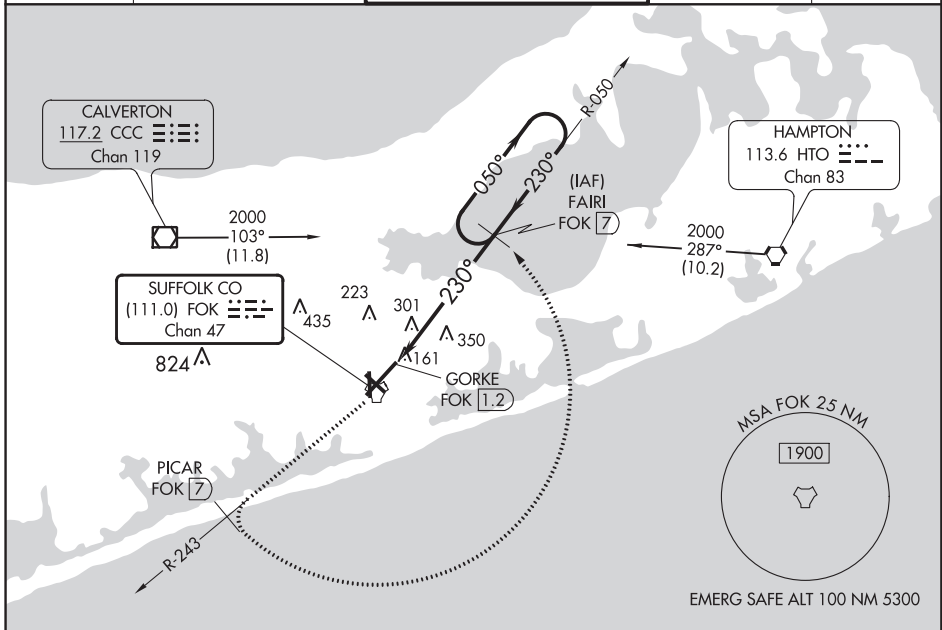 CALVERTON
117.2 CCC
Chan 119
2000
103°
(11.8)
SUFFOLK CO
(111.0) FOK
Chan 47
824
435
223
301
350
161
GORKE
FOK 1.2
PICAR
FOK 7
R-243
230°
050°
230°
R-050
(IAF)
FAIRI
FOK 7
HAMPTON
113.6 HTO
Chan 83
2000
287°
(10.2)
MSA FOK 25 NM
1900
EMERG SAFE ALT 100 NM 5300